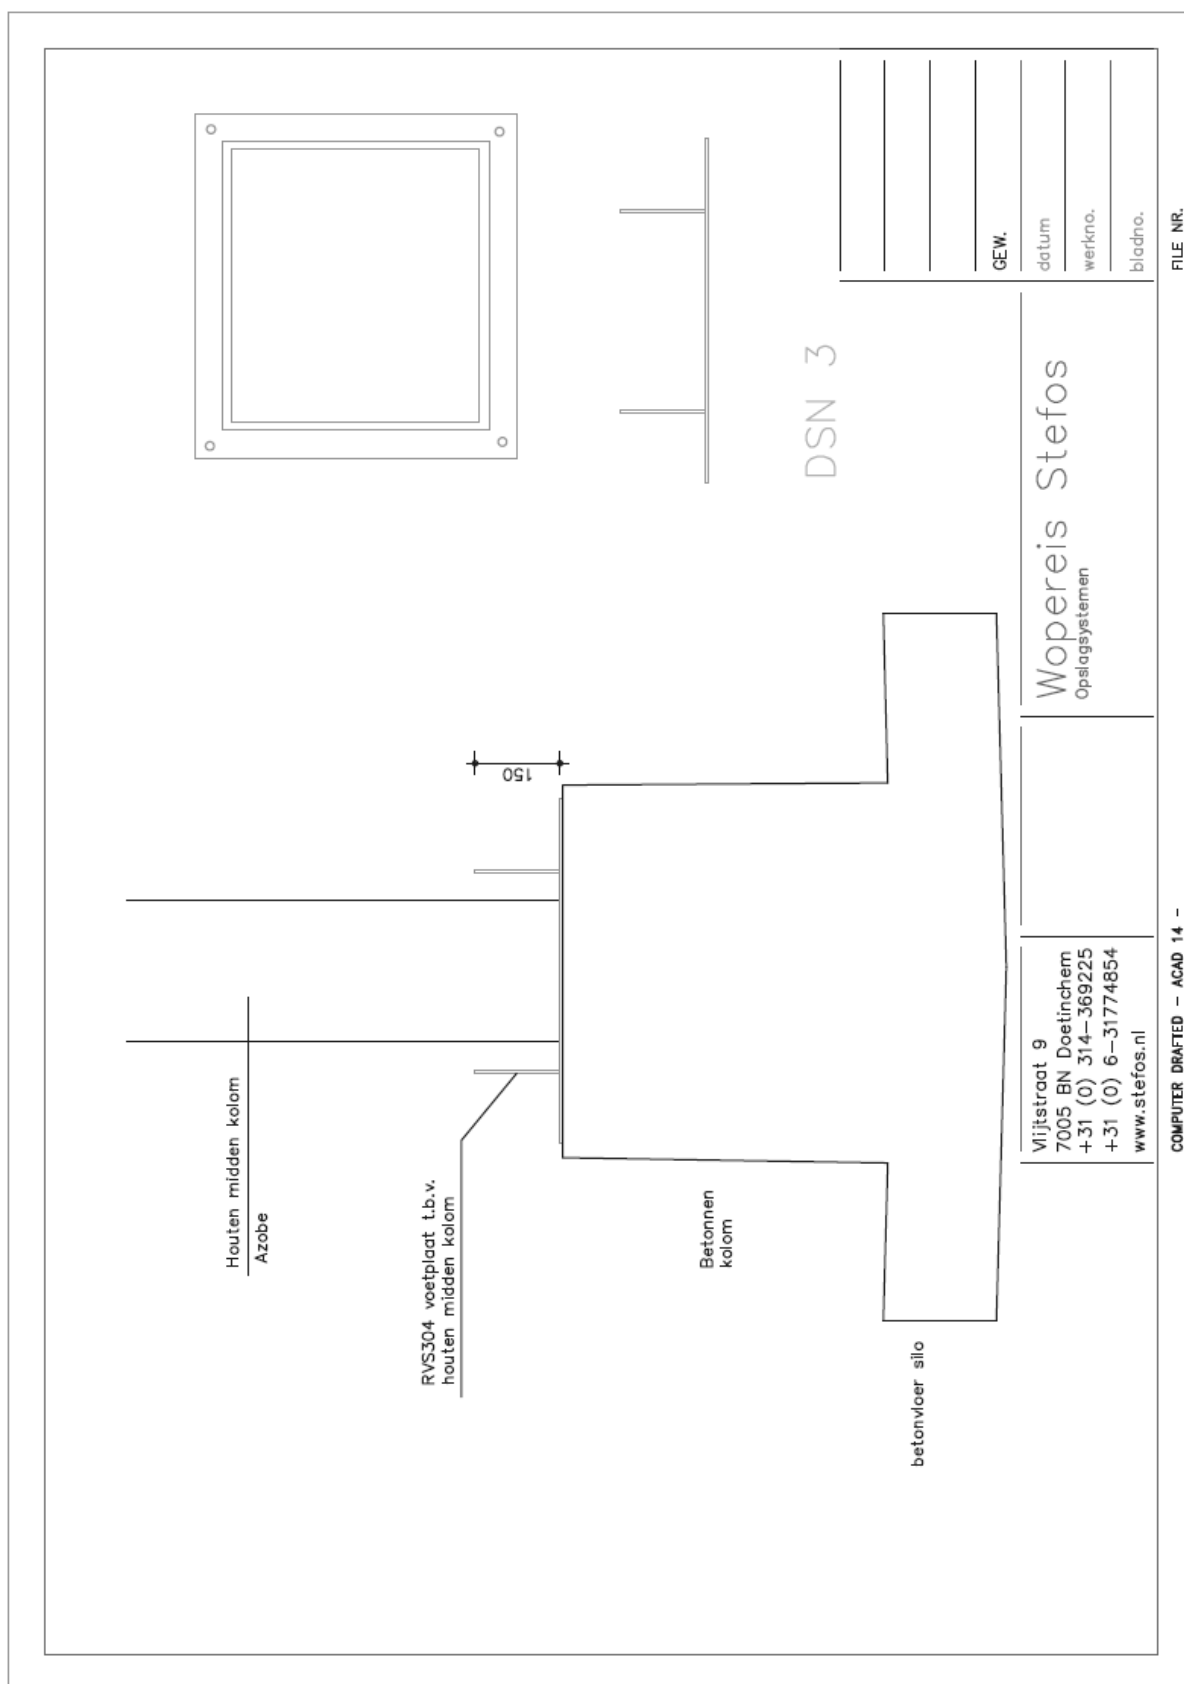 Houten midden kolom
Azobe
RVS304 voetplaat t.b.v.
houten midden kolom
150
Betonnen
kolom
betonvloer silo
DSN 3
Vlijtstraat 9
7005 BN Doetinchem
+31 (0) 314-369225
+31 (0) 6-31774854
www.stefos.nl
Wopereis Stefos
Opslagsystemen
GEW.
datum
werkno.
bladno.
COMPUTER DRAFTED - ACAD 14 -
FILE NR.